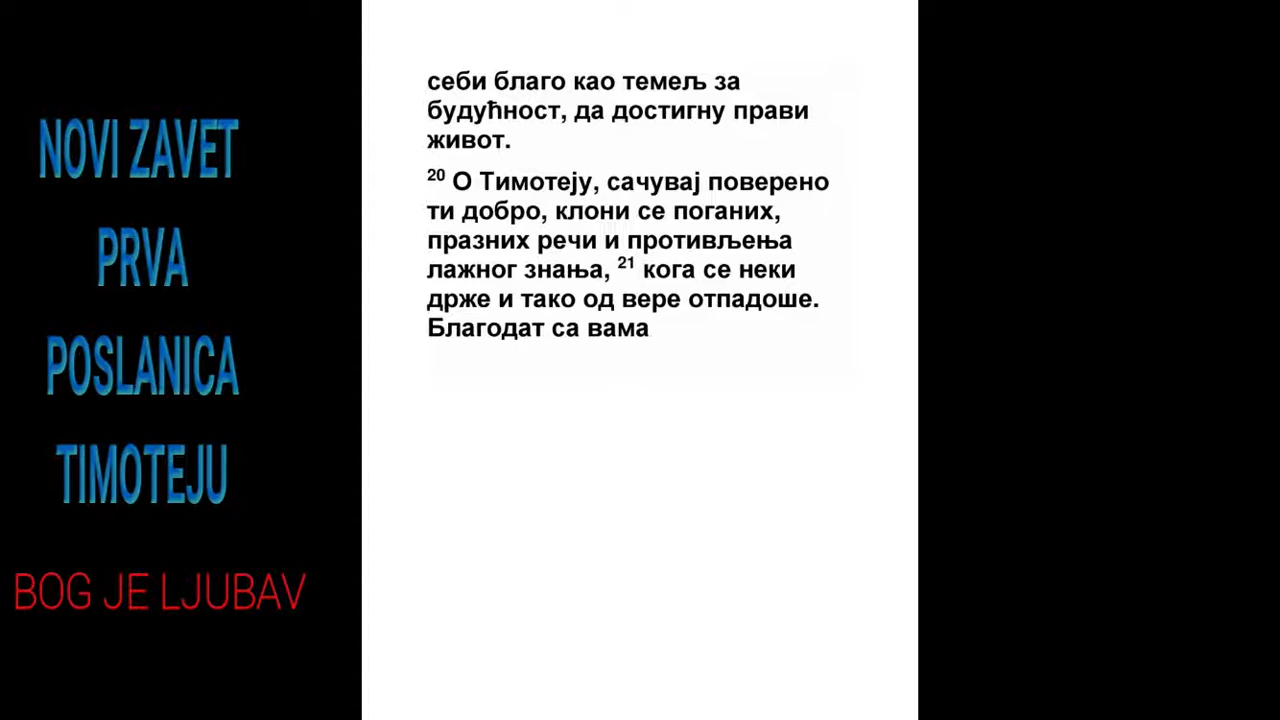 NOVI ZAVET
PRVA
POSLANICA
TIMOTEJU
BOG JE LJUBAV
себи благо као темељ за
будућност, да достигну прави
живот.
20 О Тимотеју, сачувај поверено
ти добро, клони се поганих,
празних речи и противљења
лажног знања, 21 кога се неки
држе и тако од вере отпадоше.
Благодат са вама